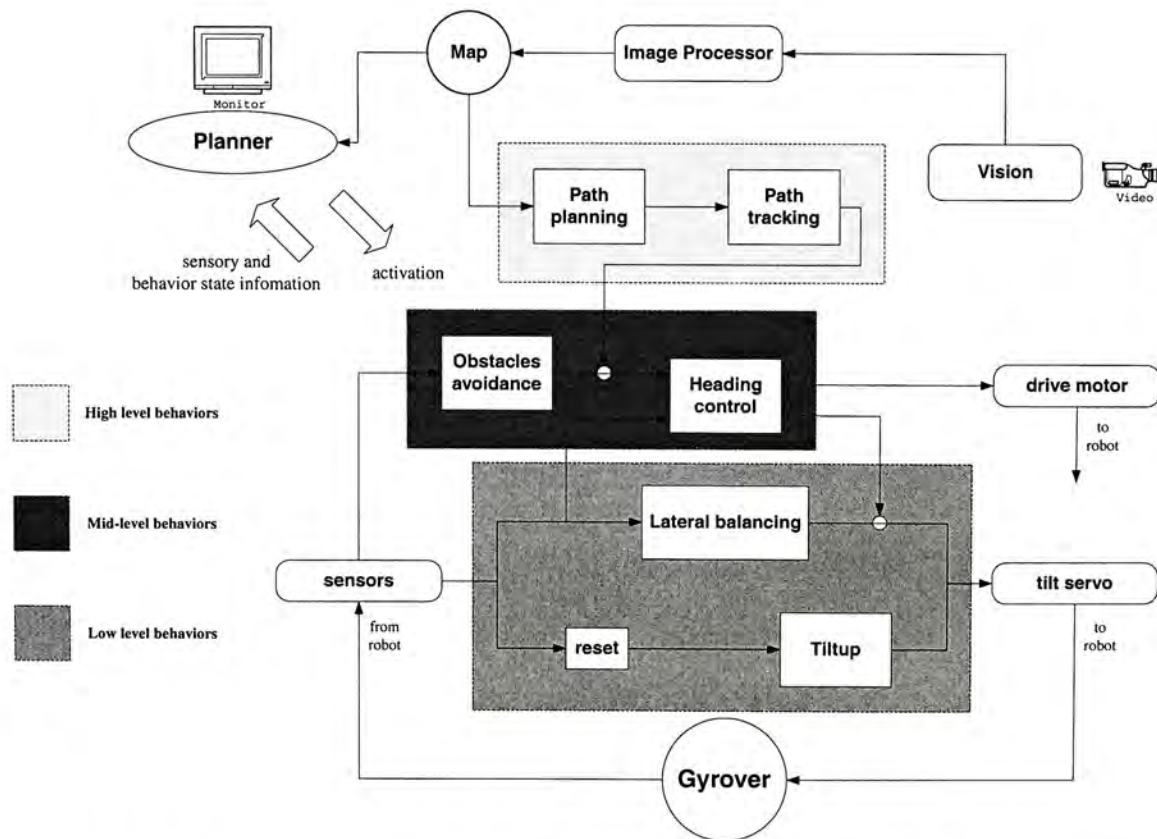 Monitor
Planner
Map
Image Processor
Vision
Video
Path
planning
Path
tracking
sensory and
behavior state infomation
activation
Obstacles
avoidance
Heading
control
drive motor
to
robot
High level behaviors
Mid-level behaviors
Low level behaviors
Lateral balancing
sensors
from
robot
reset
Tiltup
tilt servo
to
robot
Gyrover